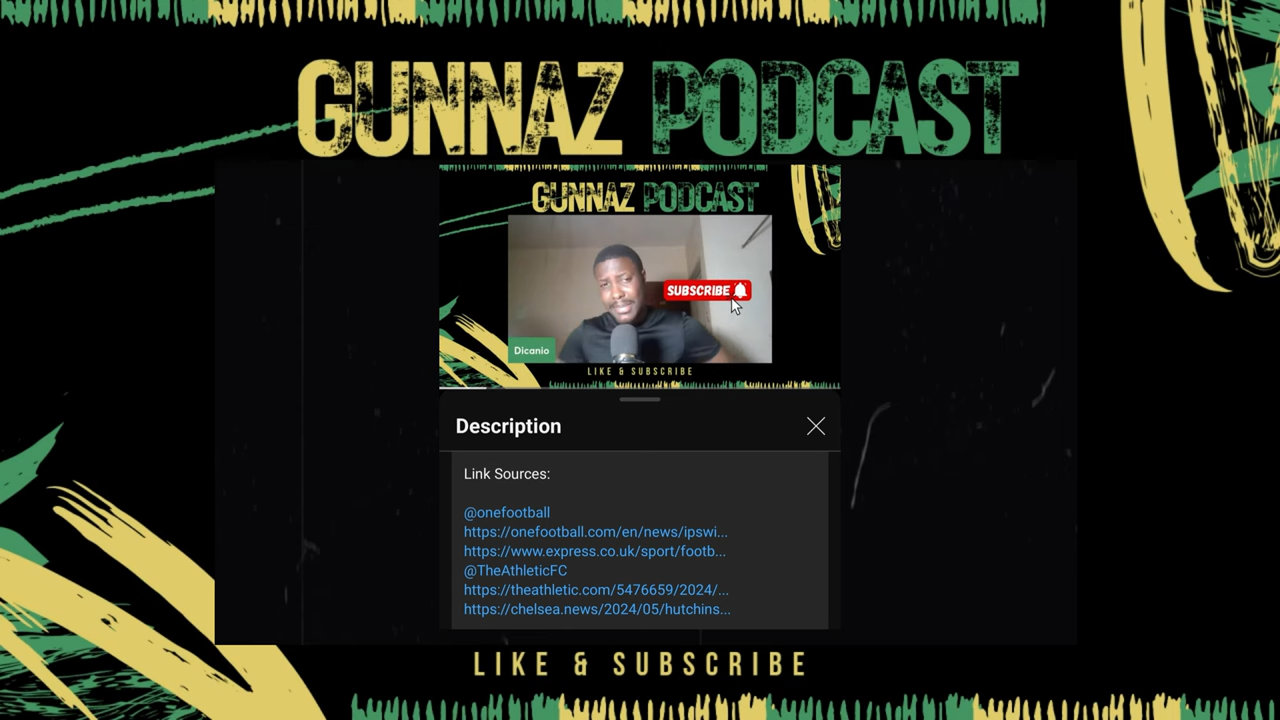 GUNNAZ PODCAST
GUNNAZ PODCAST
SUBSCRIBE
Dicanio
LIKE & SUBSCRIBE
Description
Link Sources:
@onefootball
https://onefootball.com/en/news/ipswi...
https://www.express.co.uk/sport/footb...
@TheAthleticFC
https://theathletic.com/5476659/2024/...
https://chelsea.news/2024/05/hutchins...
LIKE & SUBSCRIBE